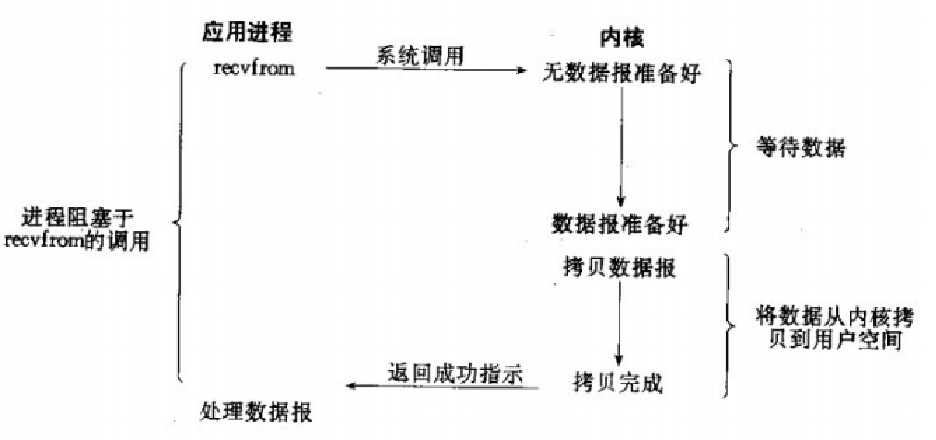 应用进程
内核
recvfrom
系统调用
无数据报准备好
等待数据
进程阻塞于
recvfrom的调用
数据报准备好
拷贝数据报
将数据从内核拷
贝到用户空间
返回成功指示
拷贝完成
处理数据报